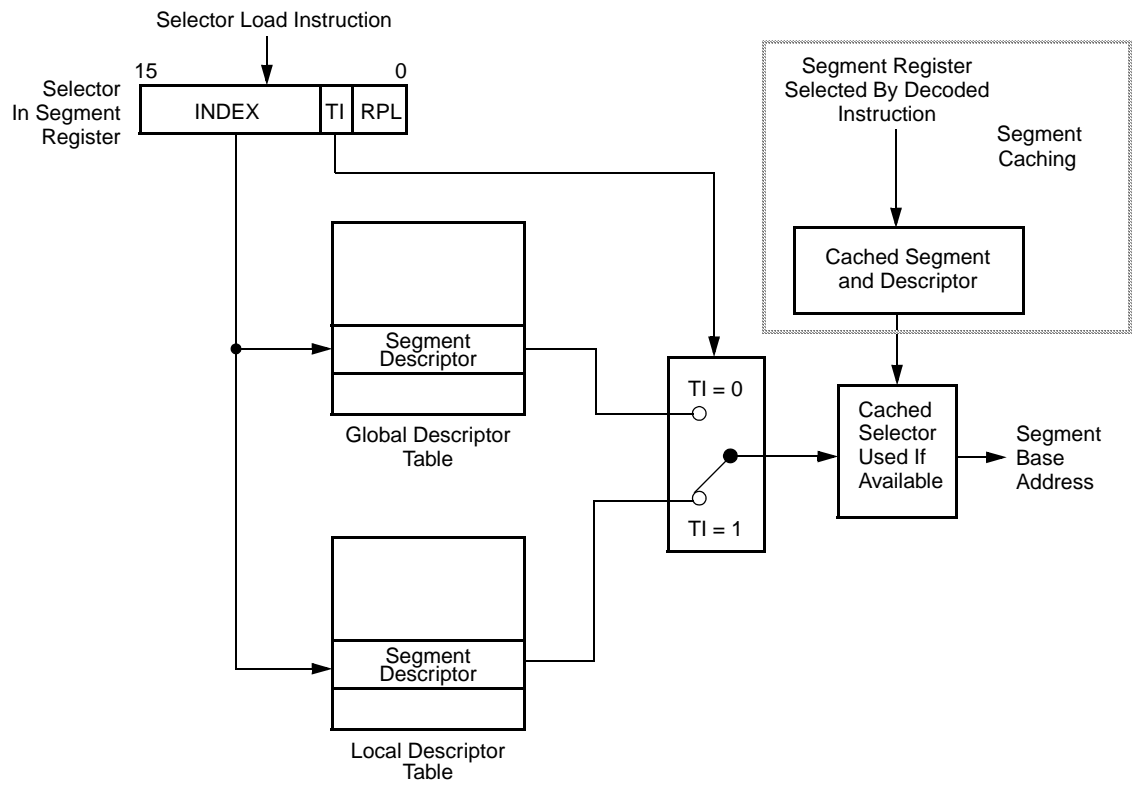 Selector Load Instruction
15
0
Selector
In Segment
Register
INDEX
TI
RPL
Segment Register
Selected By Decoded
Instruction
Segment
Caching
Cached Segment
and Descriptor
Segment
Descriptor
Global Descriptor
Table
TI = 0
TI = 1
Cached
Selector
Used If
Available
Segment
Base
Address
Segment
Descriptor
Local Descriptor
Table